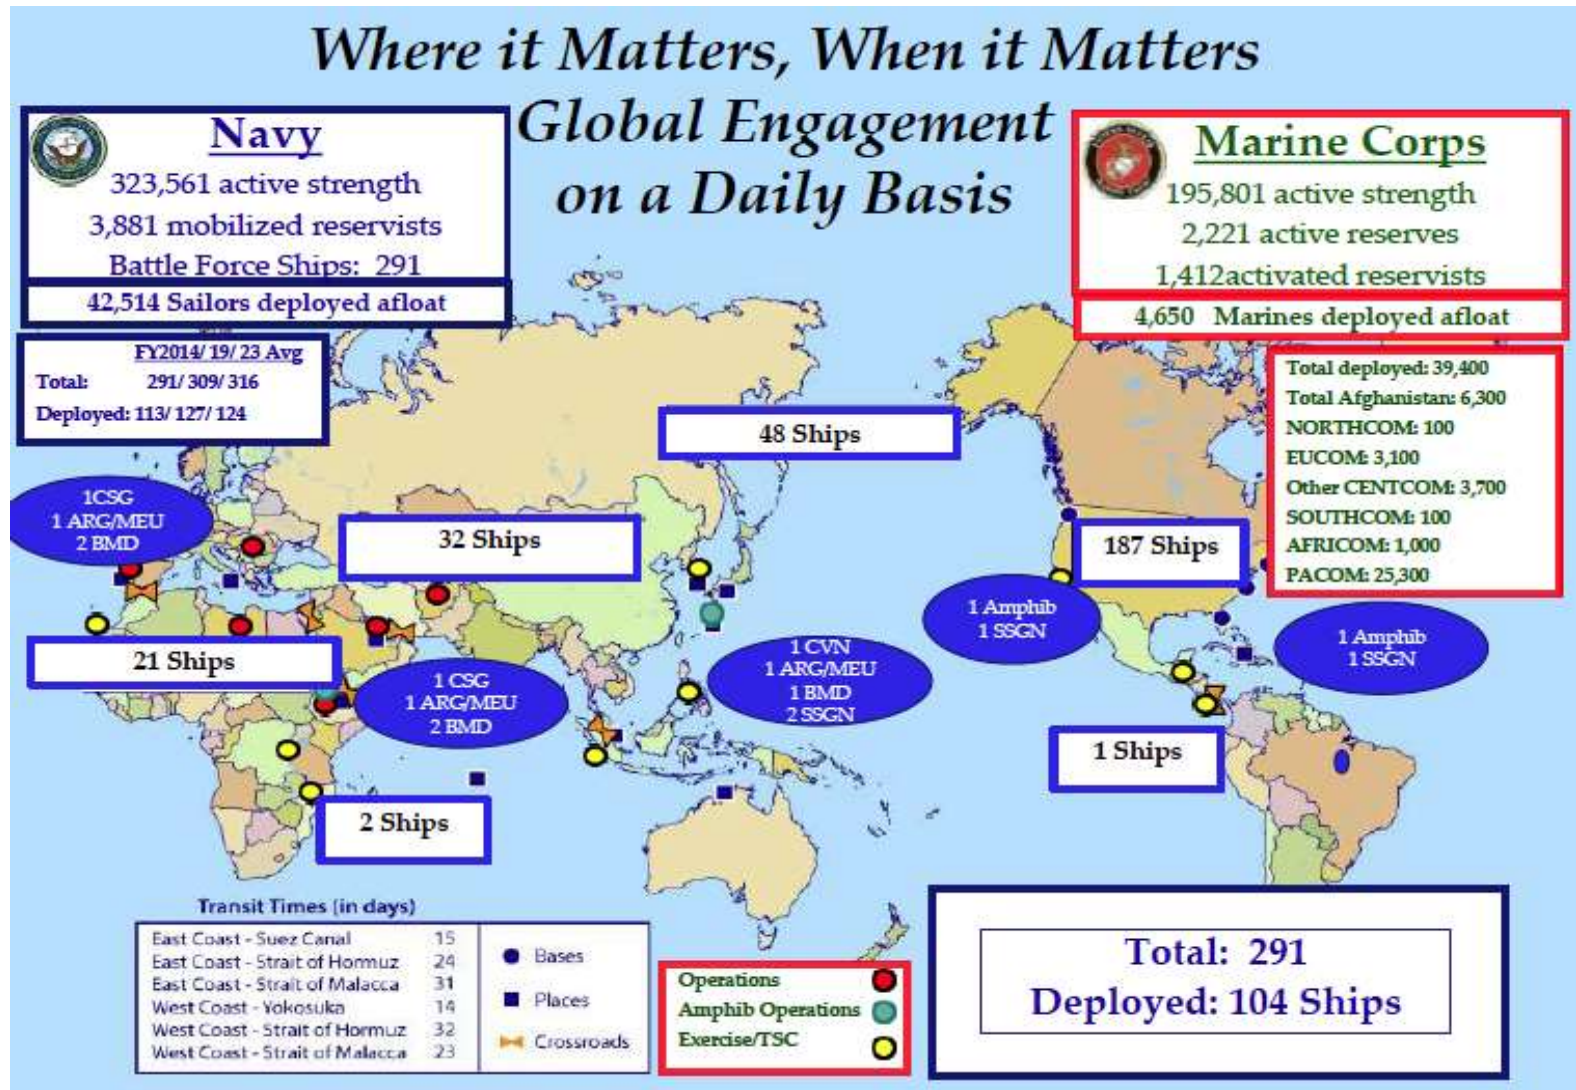 Where it Matters, When it Matters
Global Engagement
on a Daily Basis
Navy
323,561 active strength
3,881 mobilized reservists
Battle Force Ships: 291
42,514 Sailors deployed afloat
FY2014/ 19/ 23 Avg
Total: 291/ 309/ 316
Deployed: 113/ 127/ 124
Marine Corps
195,801 active strength
2,221 active reserves
1,412activated reservists
4,650 Marines deployed afloat
Total deployed: 39,400
Total Afghanistan: 6,300
NORTHCOM: 100
EUCOM: 3,100
Other CENTCOM: 3,700
SOUTHCOM: 100
AFRICOM: 1,000
PACOM: 25,300
48 Ships
1CSG
1 ARG/MEU
2 BMD
32 Ships
187 Ships
1 Amphib
1 SSGN
1 Amphib
1 SSGN
21 Ships
1 CSG
1 ARG/MEU
2 BMD
1 CVN
1 ARG/MEU
1 BMD
2 SSGN
1 Ships
2 Ships
Transit Times (in days)
East Coast - Suez Canal 15
East Coast - Strait of Hormuz 24
East Coast - Strait of Malacca 31
West Coast - Yokosuka 14
West Coast - Strait of Hormuz 32
West Coast - Strait of Malacca 23
Bases
Places
Crossroads
Operations
Amphib Operations
Exercise/TSC
Total: 291
Deployed: 104 Ships